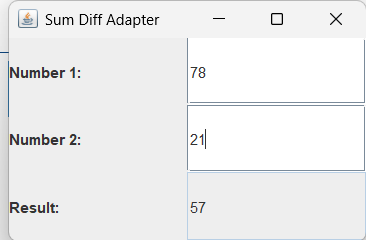 Sum Diff Adapter
Number 1: 78
Number 2: 21
Result: 57